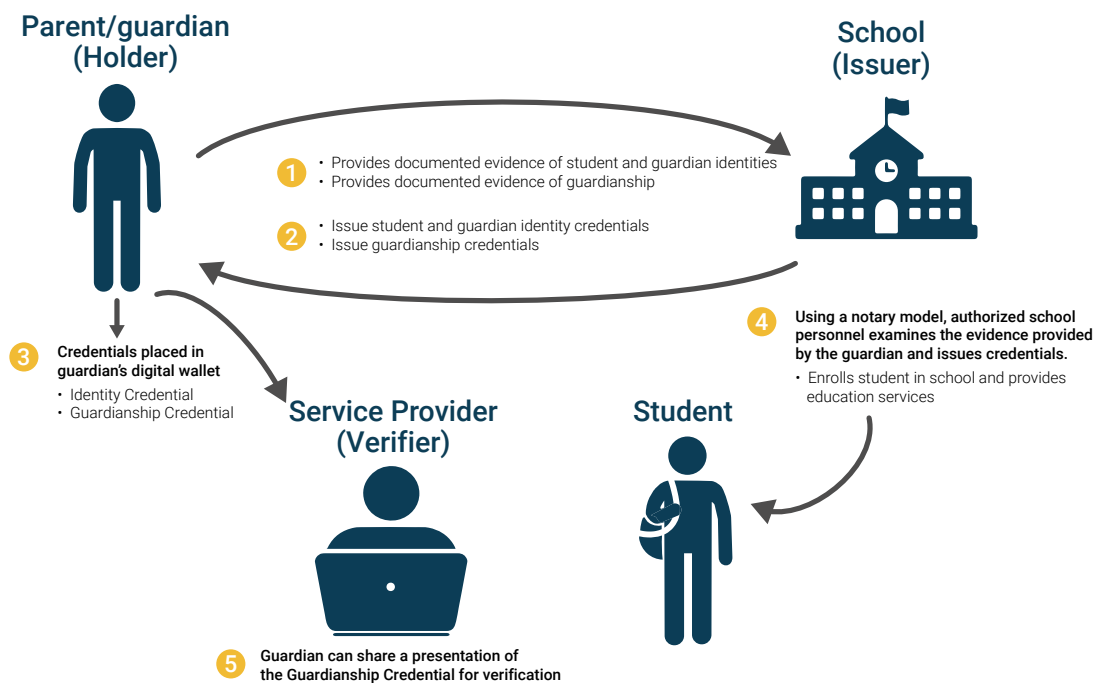 Parent/guardian
(Holder)
School
(Issuer)
1
• Provides documented evidence of student and guardian identities
• Provides documented evidence of guardianship
2
• Issue student and guardian identity credentials
• Issue guardianship credentials
3
Credentials placed in
guardian's digital wallet
• Identity Credential
• Guardianship Credential
4
Using a notary model, authorized school
personnel examines the evidence provided
by the guardian and issues credentials.
• Enrolls student in school and provides
education services
Service Provider
(Verifier)
Student
5
Guardian can share a presentation of
the Guardianship Credential for verification